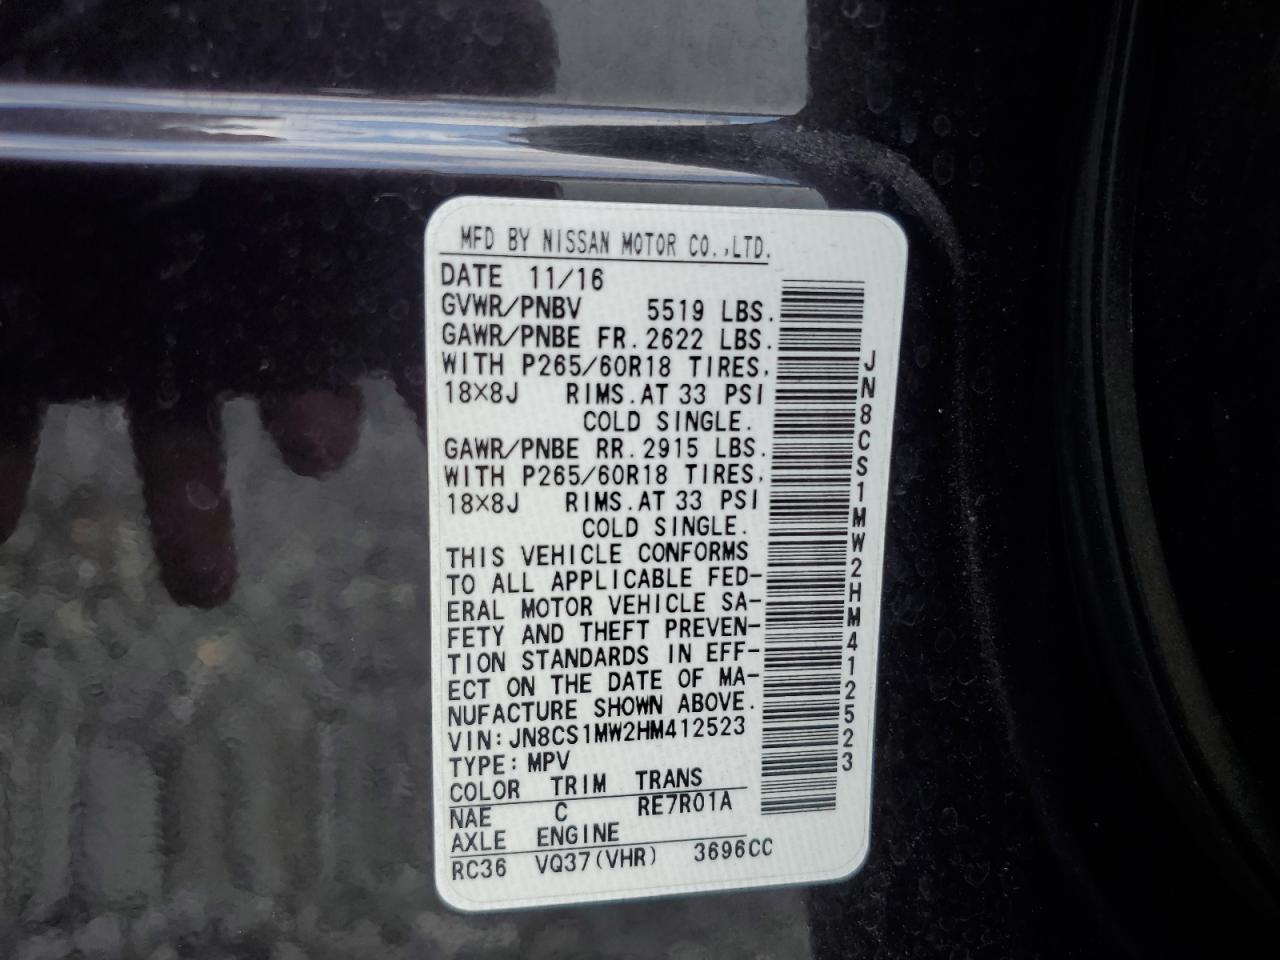 MFD BY NISSAN MOTOR CO.,LTD.
DATE 11/16
GVWR/PNBV 5519 LBS.
GAWR/PNBE FR. 2622 LBS.
WITH P265/60R18 TIRES,
18×8J RIMS. AT 33 PSI
COLD SINGLE.
GAWR/PNBE RR. 2915 LBS.
WITH P265/60R18 TIRES,
18×8J RIMS. AT 33 PSI
COLD SINGLE.
THIS VEHICLE CONFORMS
TO ALL APPLICABLE FED-
ERAL MOTOR VEHICLE SA-
FETY AND THEFT PREVEN-
TION STANDARDS IN EFF-
ECT ON THE DATE OF MA-
NUFACTURE SHOWN ABOVE.
VIN: JN8CS1MW2HM412523
TYPE: MPV
COLOR TRIM TRANS
NAE C RE7R01A
AXLE ENGINE
RC36 VQ37(VHR) 3696CC
JN8CS1MW2HM412523